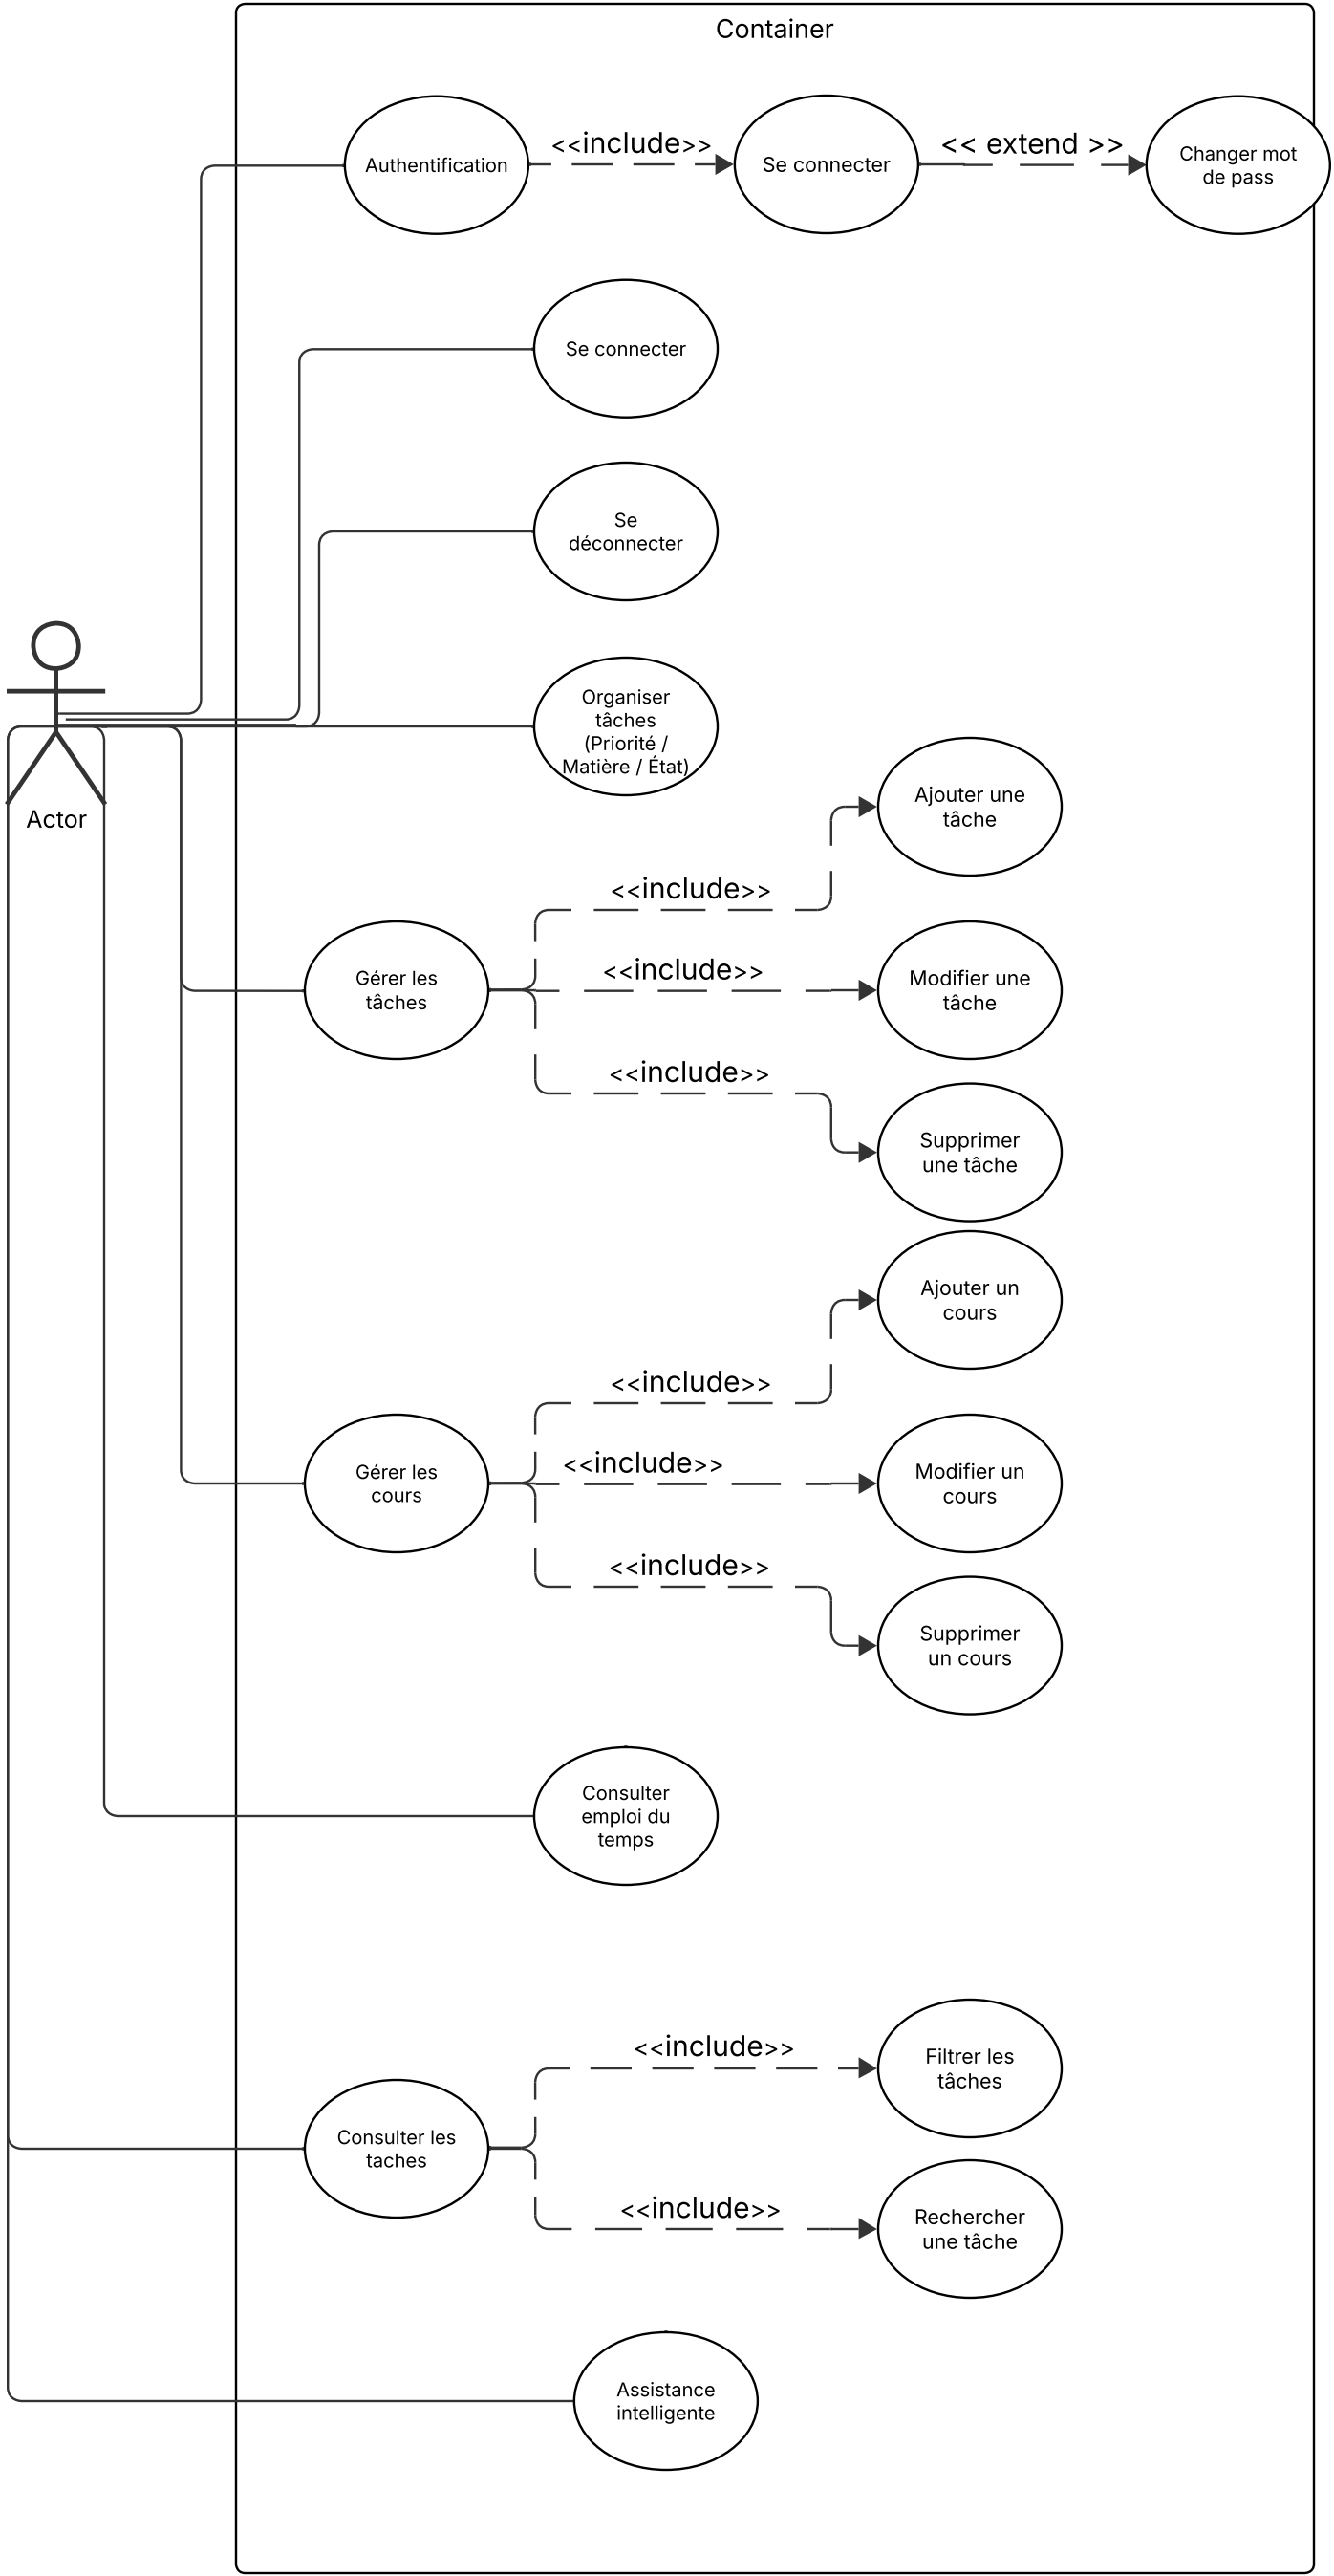 Container
Authentification
<<include>>
Se connecter
<< extend >>
Changer mot
de pass
Se connecter
Se
déconnecter
Organiser
tâches
(Priorité /
Matière / État)
Actor
Ajouter une
tâche
<<include>>
Gérer les
tâches
<<include>>
Modifier une
tâche
<<include>>
Supprimer
une tâche
Ajouter un
cours
<<include>>
Gérer les
cours
<<include>>
Modifier un
cours
<<include>>
Supprimer
un cours
Consulter
emploi du
temps
<<include>>
Filtrer les
tâches
Consulter les
taches
<<include>>
Rechercher
une tâche
Assistance
intelligente